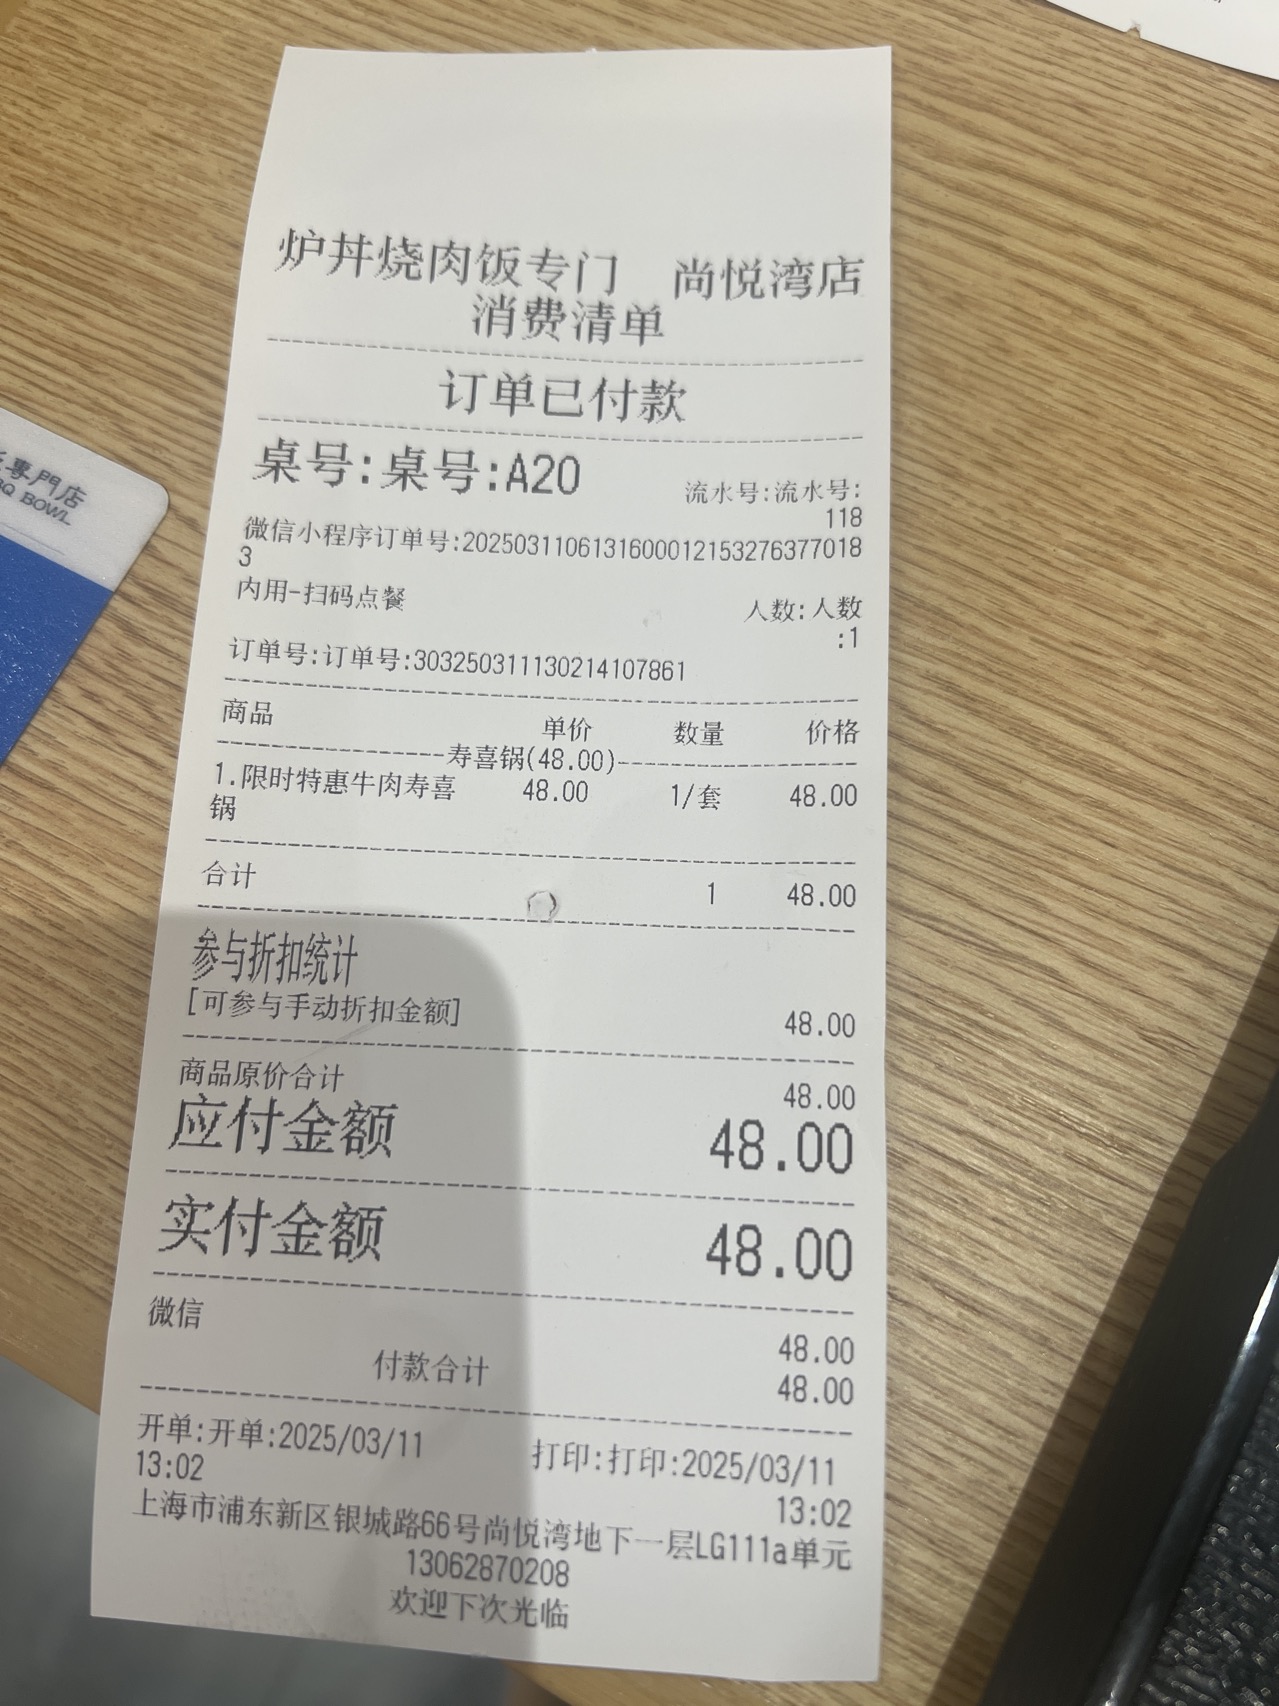 炉丼烧肉饭专门 尚悦湾店
消费清单
订单已付款
桌号:桌号:A20 流水号:流水号:
118
微信小程序订单号:2025031106131600012153276377018
3
内用-扫码点餐 人数:人数
:1
订单号:订单号:3032503111130214107861
商品 单价 数量 价格
寿喜锅(48.00)
1.限时特惠牛肉寿喜 48.00 1/套 48.00
锅
合计 1 48.00
参与折扣统计
[可参与手动折扣金额] 48.00
商品原价合计 48.00
应付金额 48.00
实付金额 48.00
微信 48.00
付款合计 48.00
开单:开单:2025/03/11 打印:打印:2025/03/11
13:02 13:02
上海市浦东新区银城路66号尚悦湾地下一层LG111a单元
13062870208
欢迎下次光临
專門店
BOWL